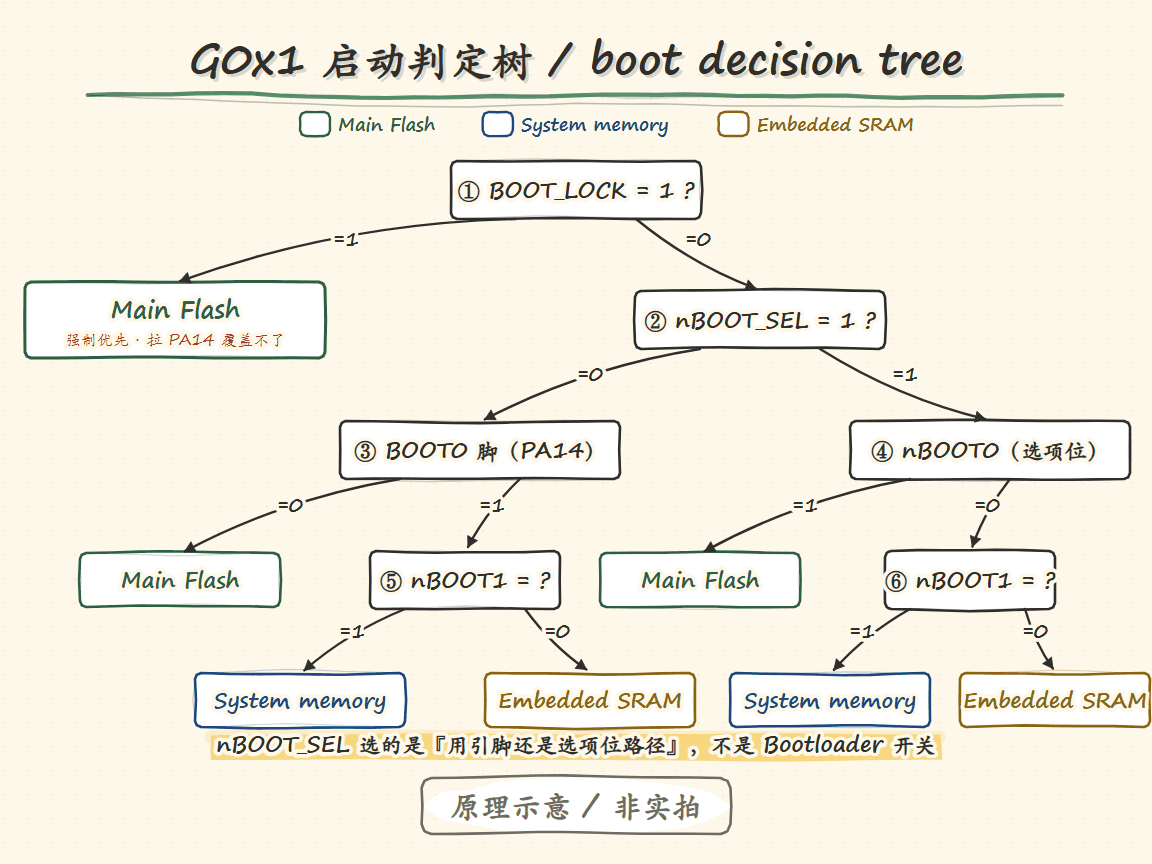 G0x1 启动判定树 / boot decision tree
Main Flash
System memory
Embedded SRAM
① BOOT_LOCK = 1 ?
=1
=0
Main Flash
强制优先·拉 PA14 覆盖不了
② nBOOT_SEL = 1 ?
=0
=1
③ BOOT0 脚（PA14）
④ nBOOT0（选项位）
=0
=1
=1
=0
Main Flash
⑤ nBOOT1 = ?
Main Flash
⑥ nBOOT1 = ?
=1
=0
=1
=0
System memory
Embedded SRAM
System memory
Embedded SRAM
nBOOT_SEL 选的是『用引脚还是选项位路径』，不是 Bootloader 开关
原理示意 / 非实拍